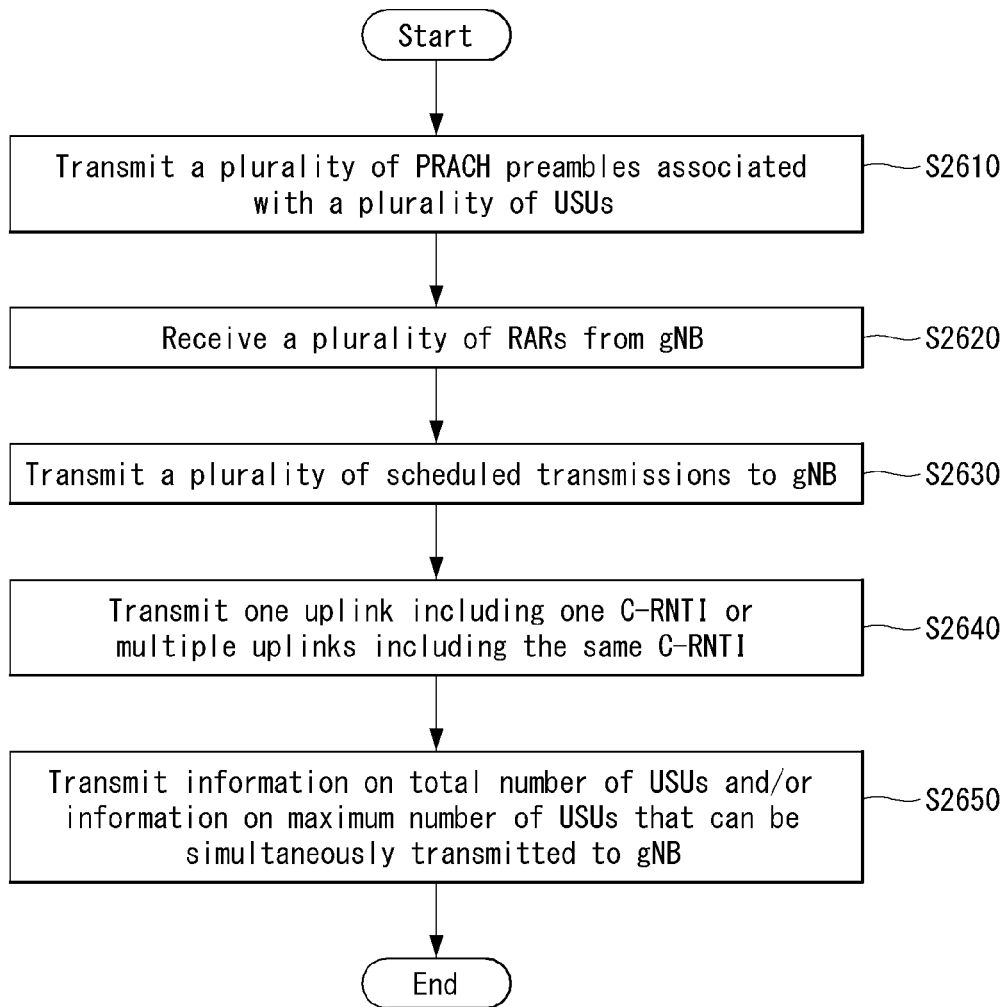 Start
Transmit a plurality of PRACH preambles associated
with a plurality of USUs
S2610
Receive a plurality of RARs from gNB
S2620
Transmit a plurality of scheduled transmissions to gNB
S2630
Transmit one uplink including one C-RNTI or
multiple uplinks including the same C-RNTI
S2640
Transmit information on total number of USUs and/or
information on maximum number of USUs that can be
simultaneously transmitted to gNB
S2650
End